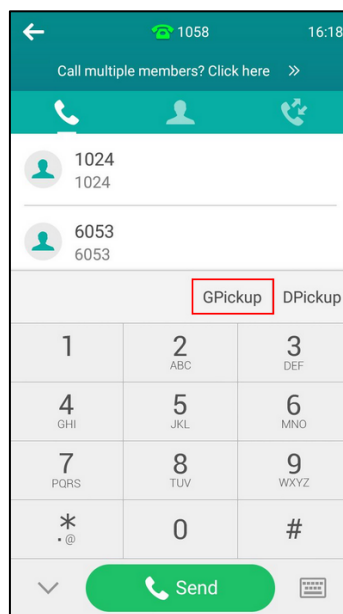 1058 16:18
Call multiple members? Click here »
1024
1024
6053
6053
GPickup DPickup
1 2 3
ABC DEF
4 5 6
GHI JKL MNO
7 8 9
PQRS TUV WXYZ
* 0 #
. @
Send